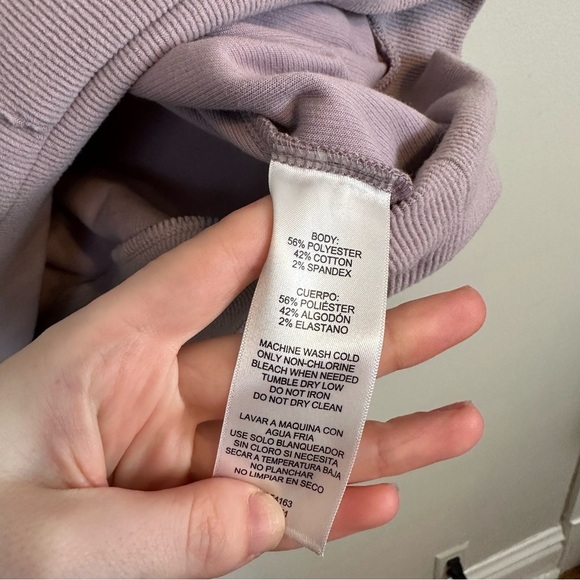 BODY:
56% POLYESTER
42% COTTON
2% SPANDEX
CUERPO:
56% POLIÉSTER
42% ALGODÓN
2% ELASTANO
MACHINE WASH COLD
ONLY NON-CHLORINE
BLEACH WHEN NEEDED
TUMBLE DRY LOW
DO NOT IRON
DO NOT DRY CLEAN
LAVAR A MAQUINA CON
AGUA FRIA
USE SOLO BLANQUEADOR
SIN CLORO SI NECESITA
SECAR A TEMPERATURA BAJA
NO PLANCHAR
NO LIMPIAR EN SECO